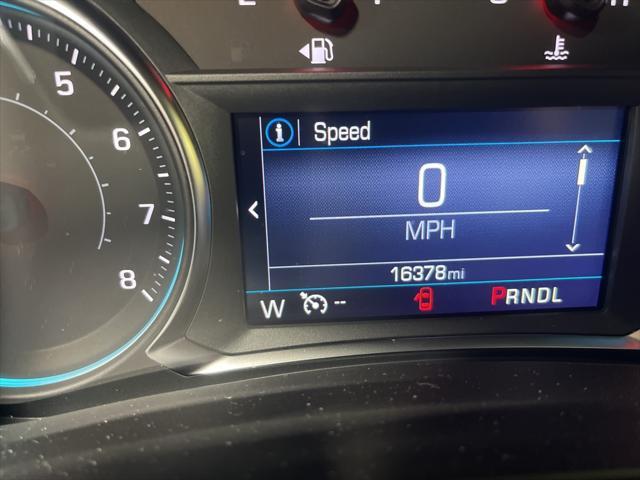 5
6
7
8
i Speed
0
MPH
16378mi
W -- PRNDL